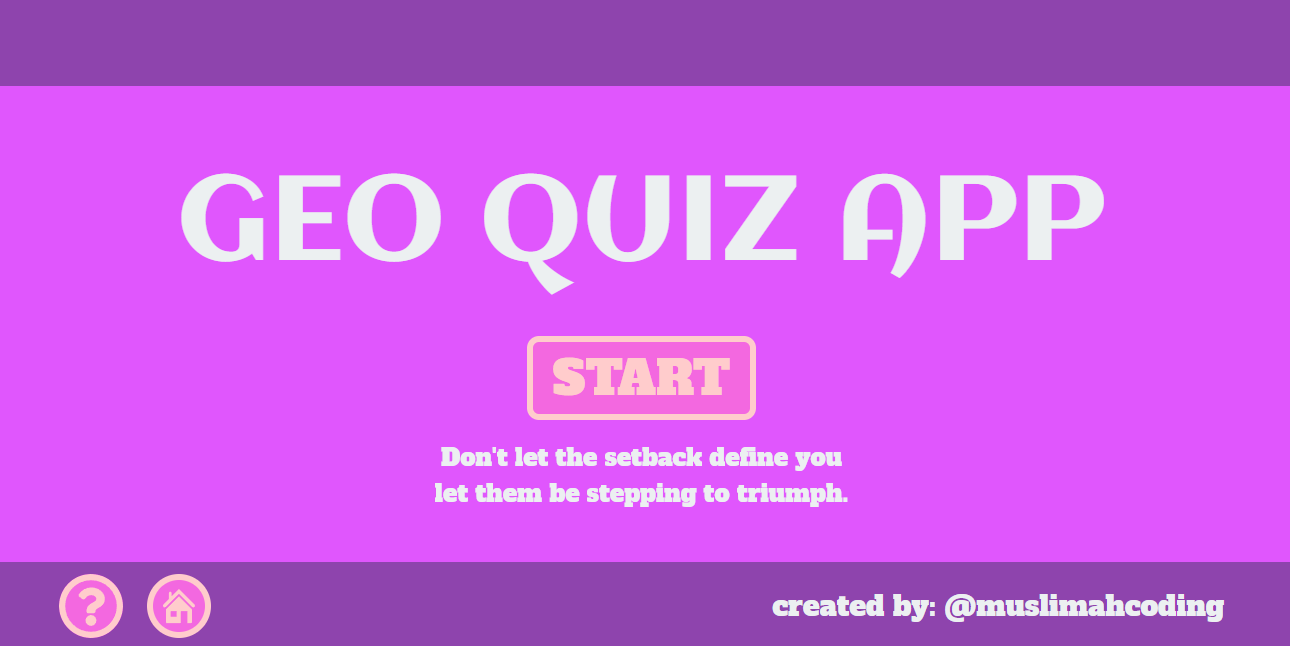 GEO QUIZ APP
START
Don't let the setback define you
let them be stepping to triumph.
?
created by: @muslimahcoding